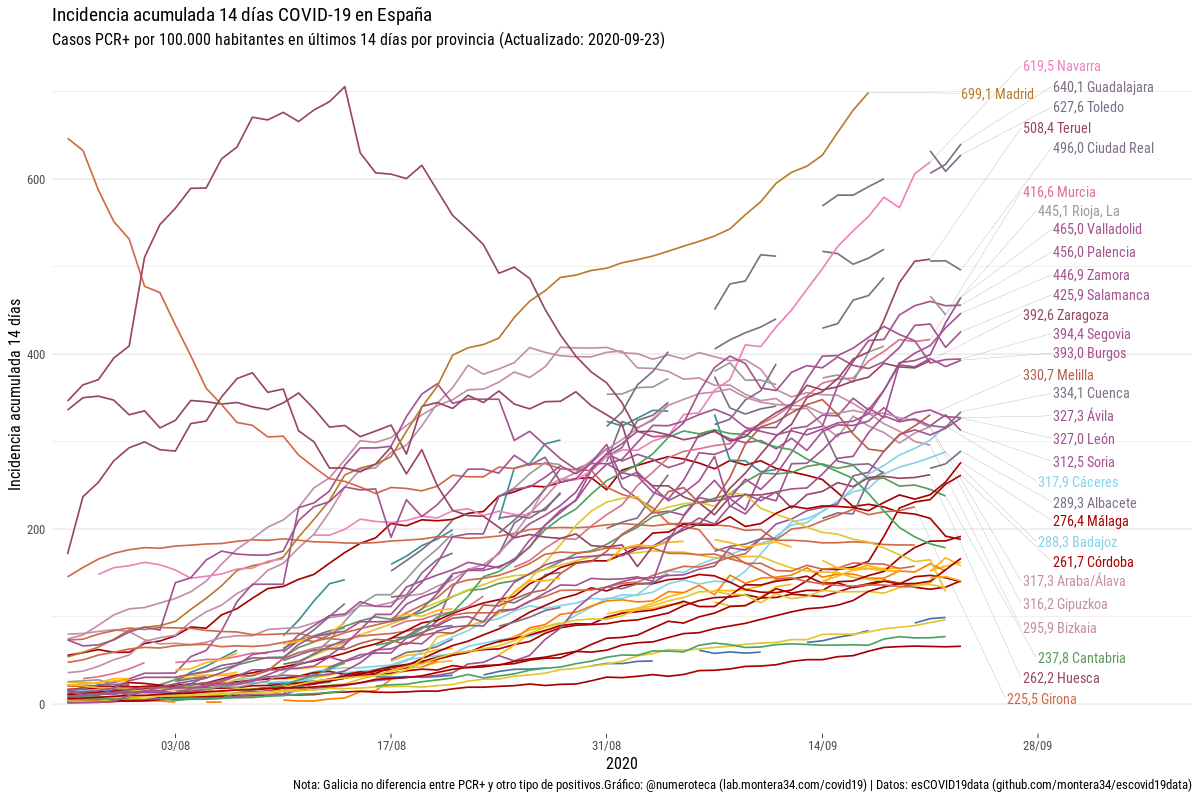 Incidencia acumulada 14 días COVID-19 en España
Casos PCR+ por 100.000 habitantes en últimos 14 días por provincia (Actualizado: 2020-09-23)
619,5 Navarra
640,1 Guadalajara
699,1 Madrid
627,6 Toledo
508,4 Teruel
496,0 Ciudad Real
416,6 Murcia
445,1 Rioja, La
465,0 Valladolid
456,0 Palencia
446,9 Zamora
425,9 Salamanca
392,6 Zaragoza
394,4 Segovia
393,0 Burgos
330,7 Melilla
334,1 Cuenca
327,3 Ávila
327,0 León
312,5 Soria
317,9 Cáceres
289,3 Albacete
276,4 Málaga
288,3 Badajoz
261,7 Córdoba
317,3 Araba/Álava
316,2 Gipuzkoa
295,9 Bizkaia
237,8 Cantabria
262,2 Huesca
225,5 Girona
Incidencia acumulada 14 días
600
400
200
0
03/08
17/08
31/08
14/09
28/09
2020
Nota: Galicia no diferencia entre PCR+ y otro tipo de positivos.Gráfico: @numeroteca (lab.montera34.com/covid19) | Datos: esCOVID19data (github.com/montera34/escovid19data)